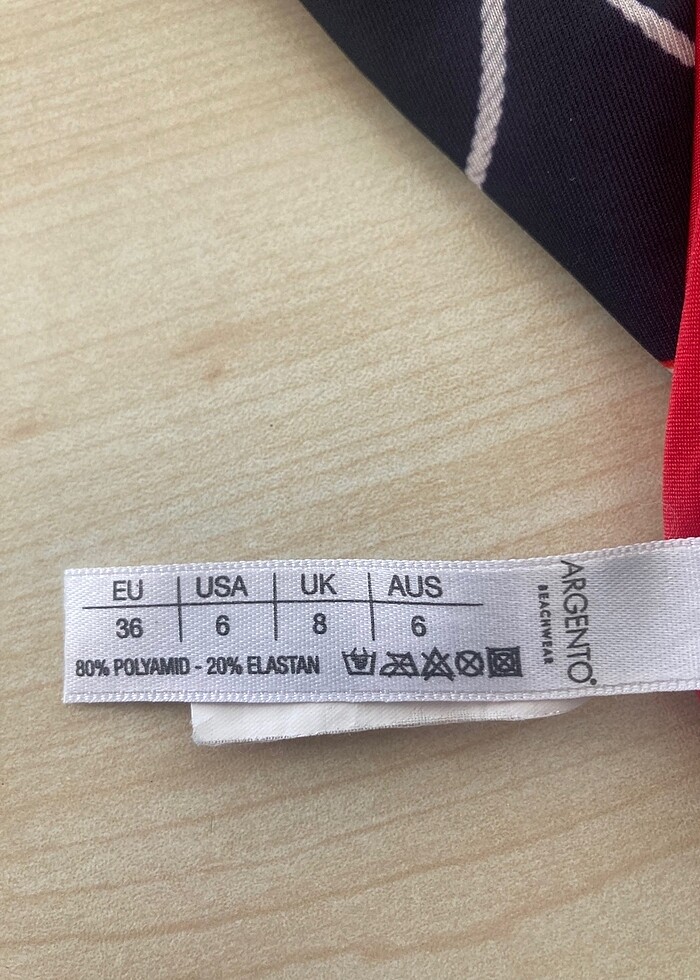 EU USA UK AUS
36 6 8 6
80% POLYAMID - 20% ELASTAN
ARGENTO
BEACHWEAR